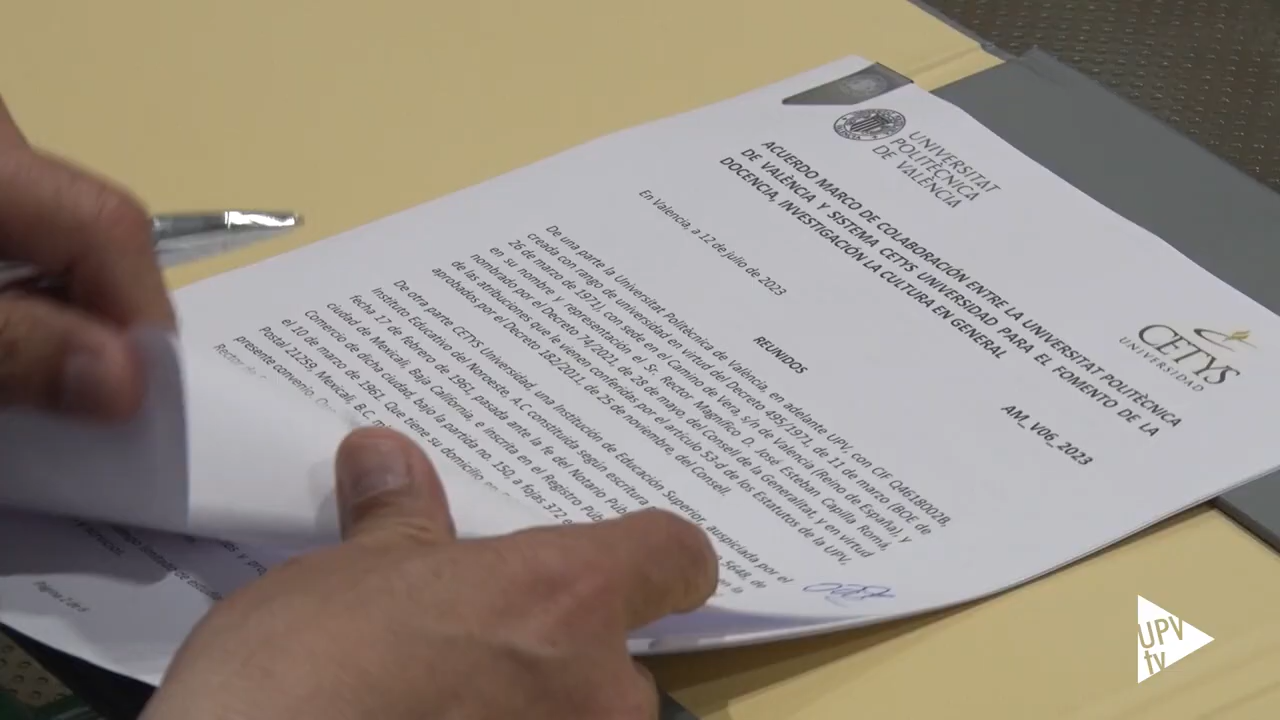 UNIVERSITAT
POLITÈCNICA
DE VALÈNCIA
CETYS
UNIVERSIDAD
ACUERDO MARCO DE COLABORACIÓN ENTRE LA UNIVERSITAT POLITÈCNICA
DE VALÈNCIA Y SISTEMA CETYS UNIVERSIDAD PARA EL FOMENTO DE LA
DOCENCIA, INVESTIGACIÓN LA CULTURA EN GENERAL
AM_V06_2023
En Valencia, a 12 de julio de 2023
REUNIDOS
De una parte la Universitat Politècnica de València, en adelante UPV, con CIF Q4618002B,
creada con rango de universidad en virtud del Decreto 495/1971, de 11 de marzo (BOE de
26 de marzo de 1971), con sede en el Camino de Vera, s/n de Valencia (Reino de España), y
en su nombre y representación el Sr. Rector Magnífico D. José Esteban Capilla Romá,
nombrado por el Decreto 74/2021, de 28 de mayo, del Consell de la Generalitat, y en virtud
de las atribuciones que le vienen conferidas por el artículo 53-d de los Estatutos de la UPV,
aprobados por el Decreto 182/2011, de 25 de noviembre, del Consell.
De otra parte CETYS Universidad, una Institución de Educación Superior auspiciada por el
Instituto Educativo del Noroeste, A.C constituida según escritura 5648, de
fecha 17 de febrero de 1961, pasada ante la fe del Notario en la
ciudad de Mexicali, Baja California, e inscrita en el Registro
Comercio de dicha ciudad, bajo la partida no. 150, a fojas 372
el 10 de marzo de 1961. Que tiene su domicilio
Postal 21259, Mexicali, B.C.
presente convenio.
Rector
Página 2 de 6
UPV
tv